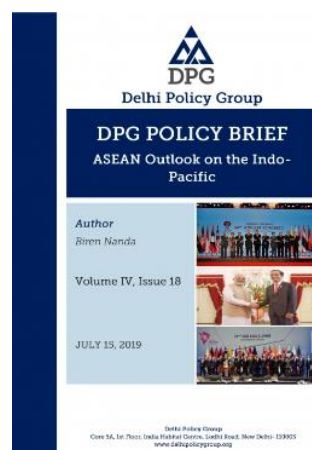 DPG
Delhi Policy Group
DPG POLICY BRIEF
ASEAN Outlook on the Indo-
Pacific
Author
Biren Nanda
Volume IV, Issue 18
JULY 15, 2019
Delhi Policy Group
Core 5A, 1st Floor, India Habitat Centre, Lodhi Road, New Delhi- 110003
www.delhipolicygroup.org